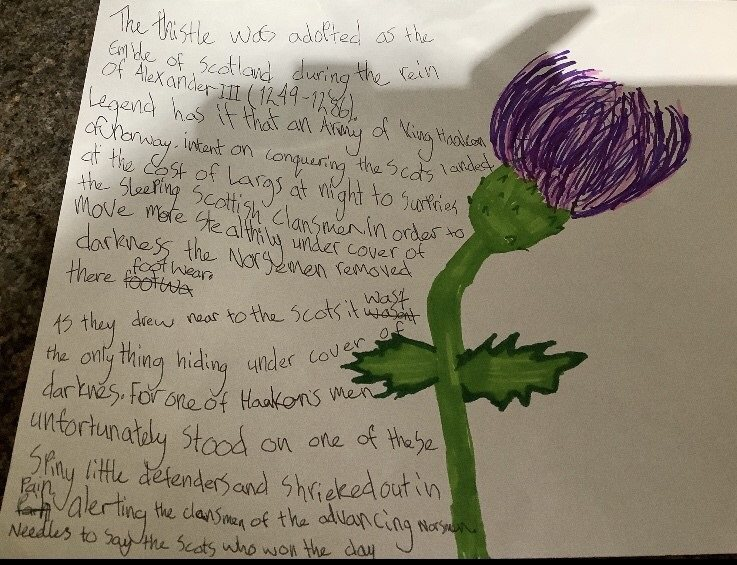 The thistle was adopted as the
Emble of Scotland during the rein
of Alexander III (1249-1286).
Legend has it that an Army of King Haakon
of Norway, intent on conquering the Scots landed
at the Cost of Largs at night to Surfries
the sleeping Scottish Clansmen. In order to
move more stealthily under cover of
darkness the Norsemen removed
there footwear footwa
As they drew near to the Scots it wast wasent
the only thing hiding under cover of
darknes. For one of Haakon's men
unfortunately stood on one of these
Spiny little defenders and shrieked out in
Pain alerting the clansmen of the advancing Norsmen
Needles to say the Scots who won the day